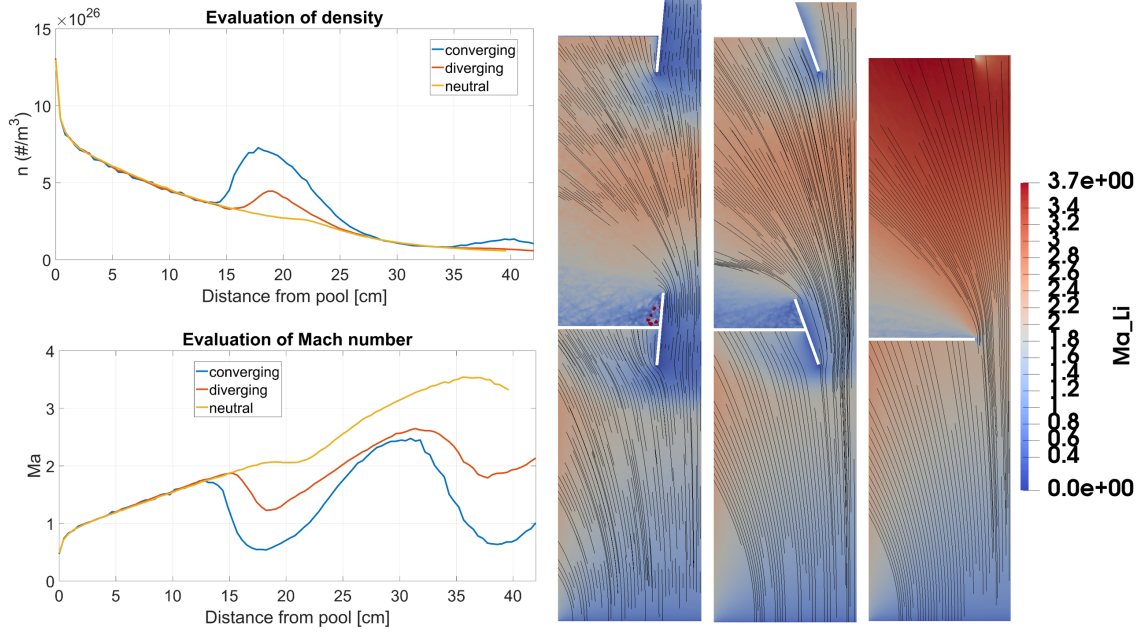 ×10^26
Evaluation of density
15
10
5
0
n (#/m^3)
converging
diverging
neutral
0
5
10
15
20
25
30
35
40
Distance from pool [cm]
Evaluation of Mach number
4
3
2
1
0
Ma
converging
diverging
neutral
0
5
10
15
20
25
30
35
40
Distance from pool [cm]
3.7e+00
3.4
3.2
3
2.8
2.6
2.4
2.2
2
1.8
1.6
1.4
1.2
1
0.8
0.6
0.4
0.0e+00
Ma_Li